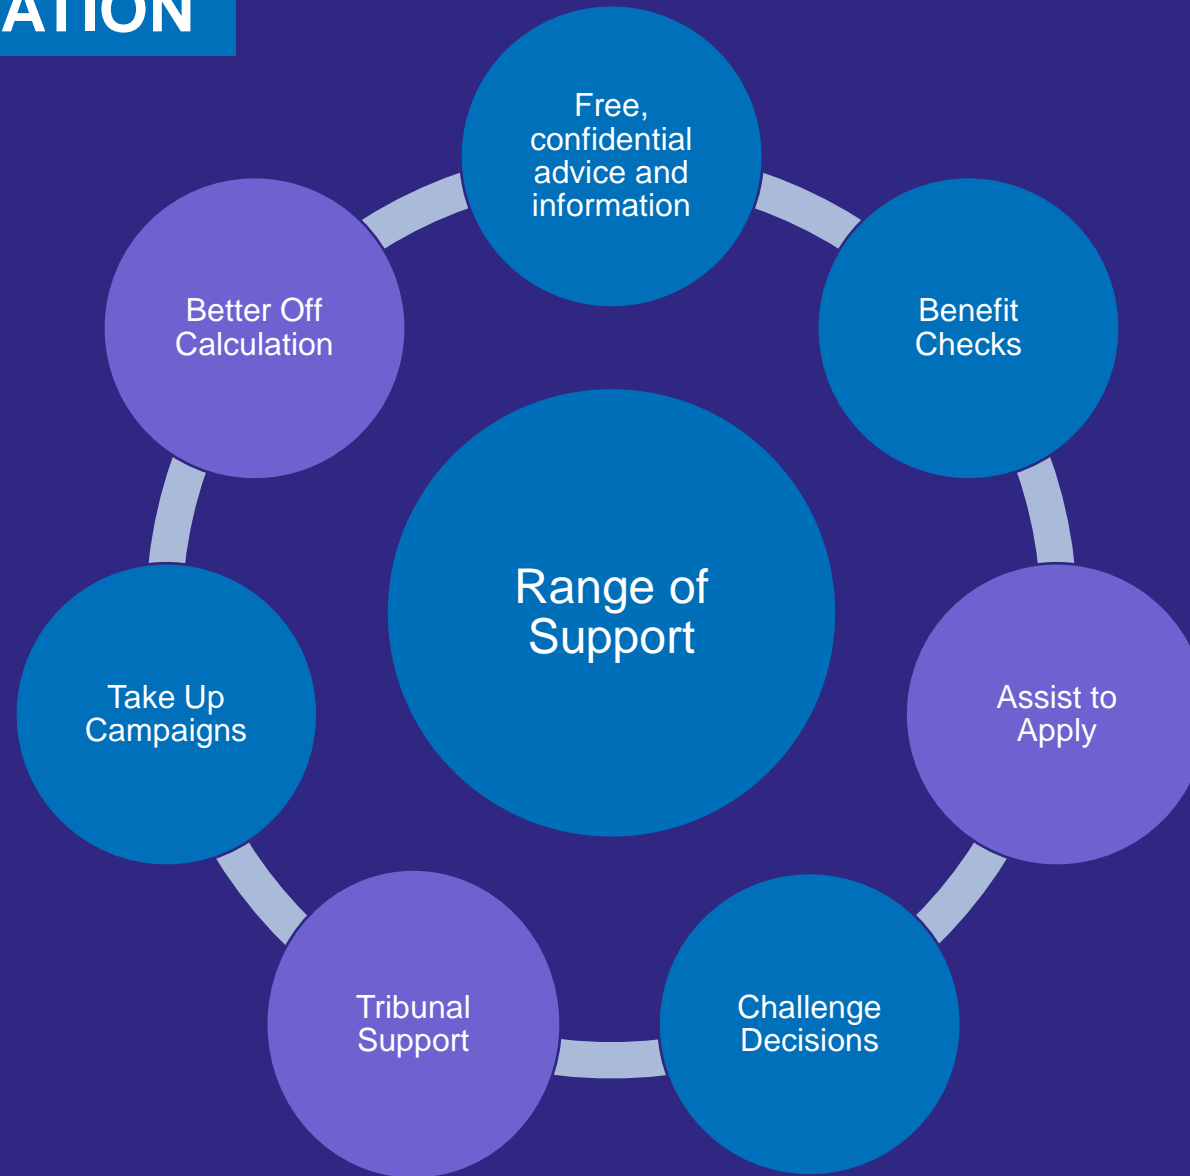 ATION
Free,
confidential
advice and
information
Benefit
Checks
Assist to
Apply
Challenge
Decisions
Tribunal
Support
Take Up
Campaigns
Better Off
Calculation
Range of
Support